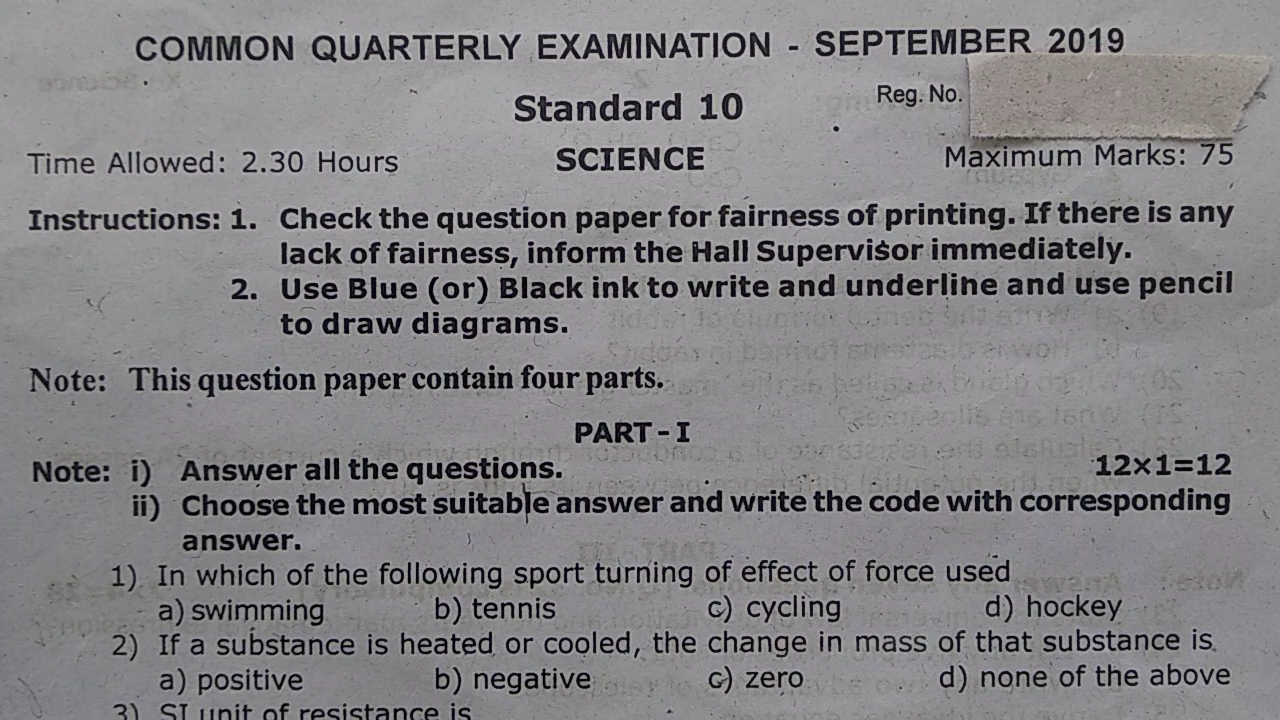 COMMON QUARTERLY EXAMINATION - SEPTEMBER 2019
Reg. No.
Standard 10
Time Allowed: 2.30 Hours SCIENCE Maximum Marks: 75
Instructions: 1. Check the question paper for fairness of printing. If there is any
lack of fairness, inform the Hall Supervisor immediately.
2. Use Blue (or) Black ink to write and underline and use pencil
to draw diagrams.
Note: This question paper contain four parts.
PART - I
Note: i) Answer all the questions. 12×1=12
ii) Choose the most suitable answer and write the code with corresponding
answer.
1) In which of the following sport turning of effect of force used
a) swimming b) tennis c) cycling d) hockey
2) If a substance is heated or cooled, the change in mass of that substance is
a) positive b) negative c) zero d) none of the above
3) SI unit of resistance is